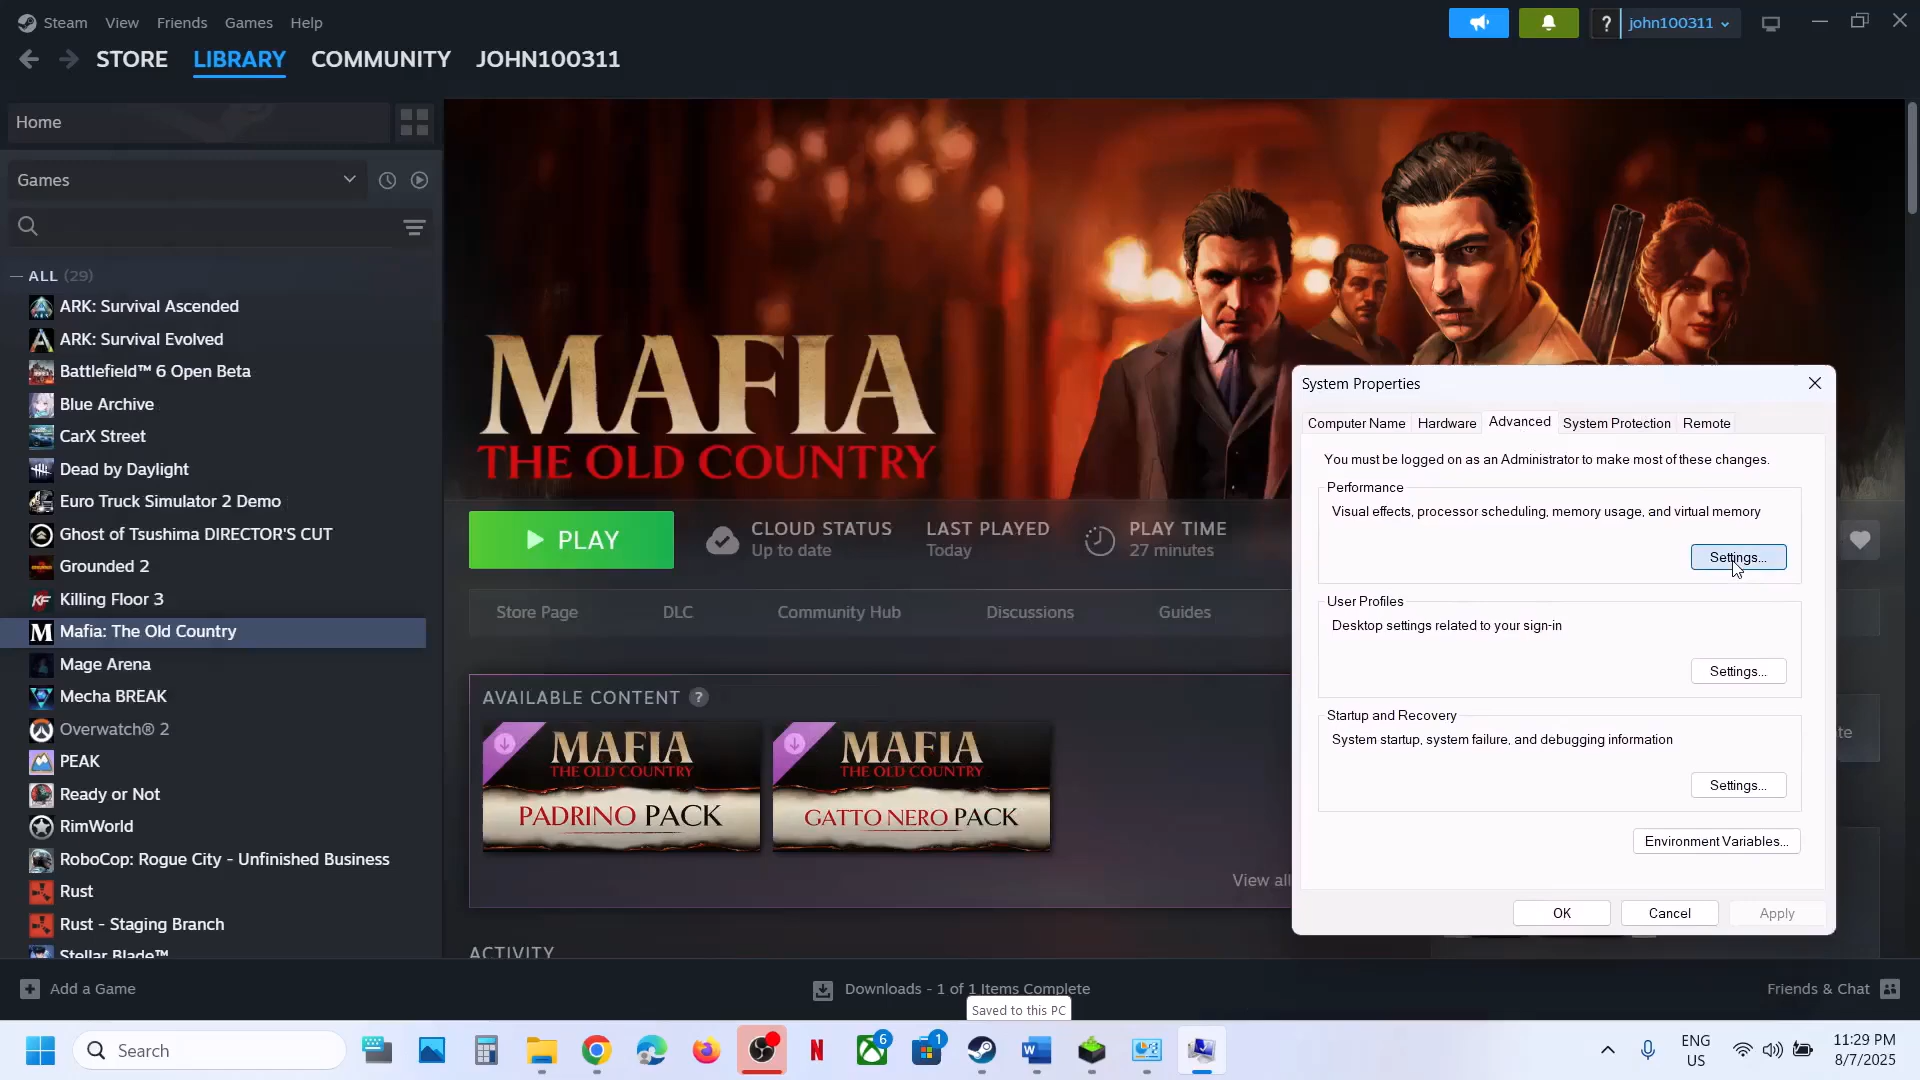 Steam View Friends Games Help
? john100311
STORE LIBRARY COMMUNITY JOHN100311
Home
Games
ALL (29)
ARK: Survival Ascended
ARK: Survival Evolved
Battlefield™ 6 Open Beta
Blue Archive
CarX Street
Dead by Daylight
Euro Truck Simulator 2 Demo
Ghost of Tsushima DIRECTOR'S CUT
Grounded 2
Killing Floor 3
Mafia: The Old Country
Mage Arena
Mecha BREAK
Overwatch® 2
PEAK
Ready or Not
RimWorld
RoboCop: Rogue City - Unfinished Business
Rust
Rust - Staging Branch
Stellar Blade™
MAFIA
THE OLD COUNTRY
PLAY
CLOUD STATUS
Up to date
LAST PLAYED
Today
PLAY TIME
27 minutes
Store Page DLC Community Hub Discussions Guides
AVAILABLE CONTENT ?
MAFIA
THE OLD COUNTRY
PADRINO PACK
MAFIA
THE OLD COUNTRY
GATTO NERO PACK
View all
ACTIVITY
System Properties
Computer Name Hardware Advanced System Protection Remote
You must be logged on as an Administrator to make most of these changes.
Performance
Visual effects, processor scheduling, memory usage, and virtual memory
Settings...
User Profiles
Desktop settings related to your sign-in
Settings...
Startup and Recovery
System startup, system failure, and debugging information
Settings...
Environment Variables...
OK Cancel Apply
Add a Game
Downloads - 1 of 1 Items Complete
Friends & Chat
Saved to this PC
Search
6
1
ENG
US
11:29 PM
8/7/2025